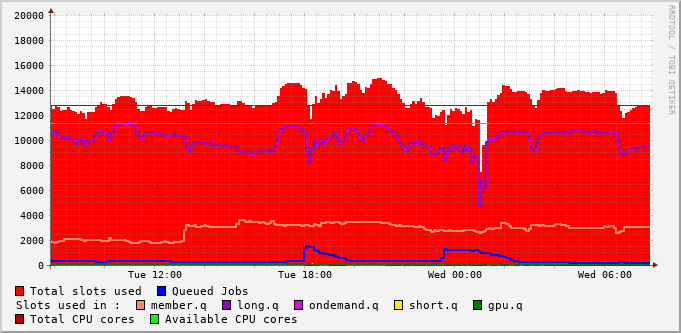 20000
18000
16000
14000
12000
10000
8000
6000
4000
2000
0
Tue 12:00 Tue 18:00 Wed 00:00 Wed 06:00
RRDTOOL / TOBI OETIKER
Total slots used Queued Jobs
Slots used in : member.q long.q ondemand.q short.q gpu.q
Total CPU cores Available CPU cores